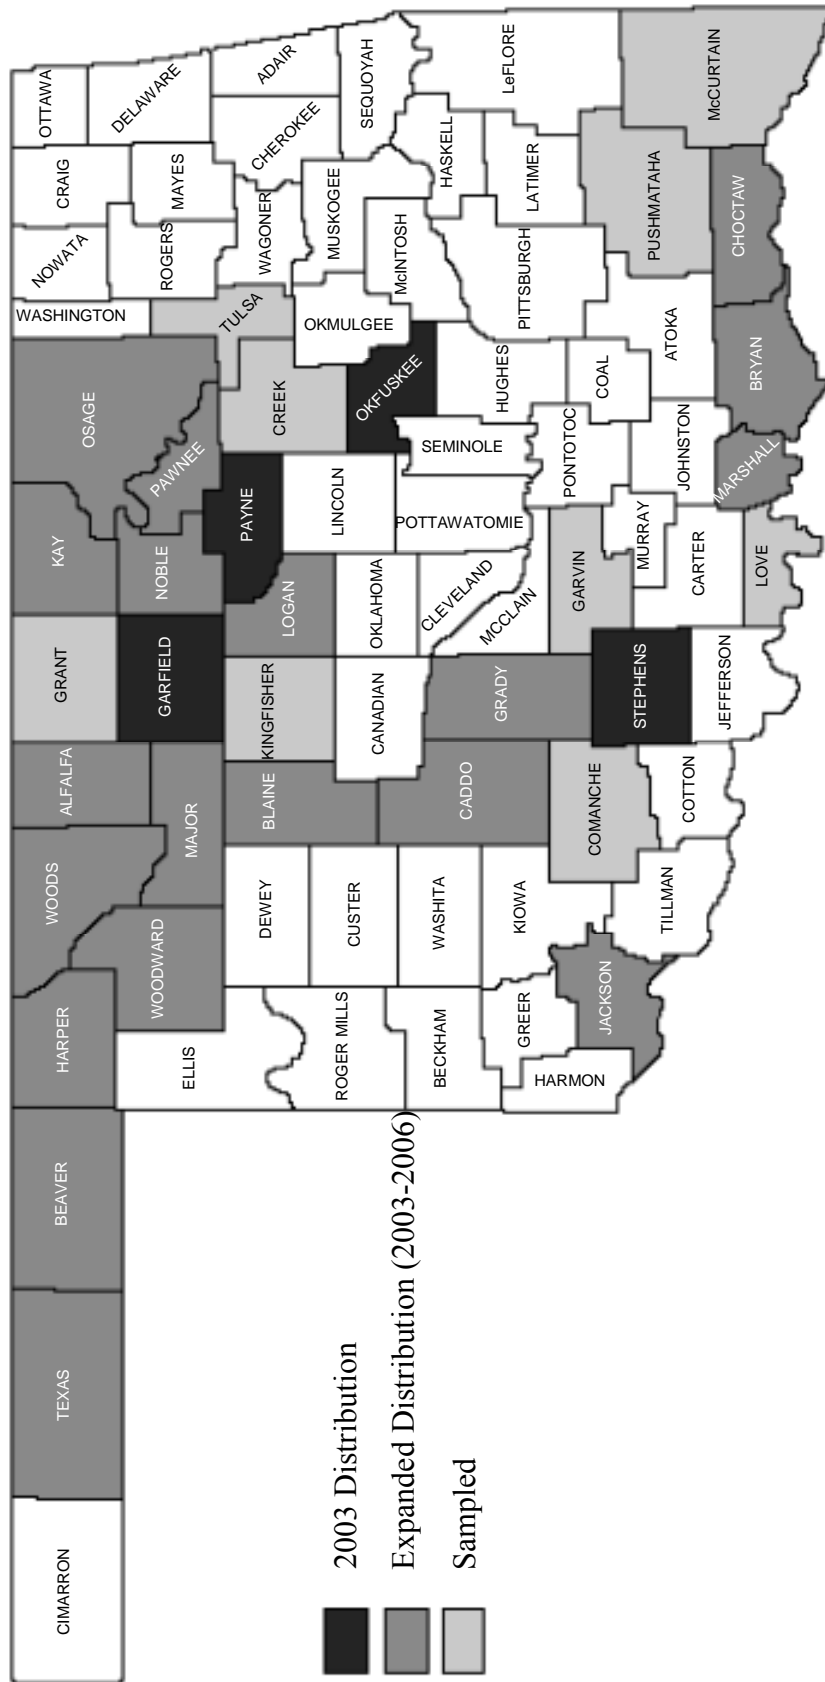 CIMARRON
TEXAS
BEAVER
HARPER
WOODS
ALFALFA
GRANT
KAY
OSAGE
WASHINGTON
NOWATA
CRAIG
OTTAWA
ELLIS
WOODWARD
MAJOR
GARFIELD
NOBLE
PAWNEE
TULSA
ROGERS
MAYES
DELAWARE
ROGER MILLS
DEWEY
BLAINE
KINGFISHER
LOGAN
PAYNE
CREEK
WAGONER
CHEROKEE
ADAIR
CUSTER
CANADIAN
OKLAHOMA
LINCOLN
OKFUSKEE
OKMULGEE
MUSKOGEE
SEQUOYAH
BECKHAM
WASHITA
CADDO
GRADY
CLEVELAND
MCCLAIN
POTTAWATOMIE
SEMINOLE
HUGHES
McINTOSH
HASKELL
LeFLORE
HARMON
GREER
KIOWA
COMANCHE
STEPHENS
GARVIN
PONTOTOC
COAL
PITTSBURGH
LATIMER
JACKSON
TILLMAN
COTTON
JEFFERSON
CARTER
MURRAY
JOHNSTON
ATOKA
PUSHMATAHA
McCURTAIN
LOVE
MARSHALL
BRYAN
CHOCTAW
2003 Distribution
Expanded Distribution (2003-2006)
Sampled